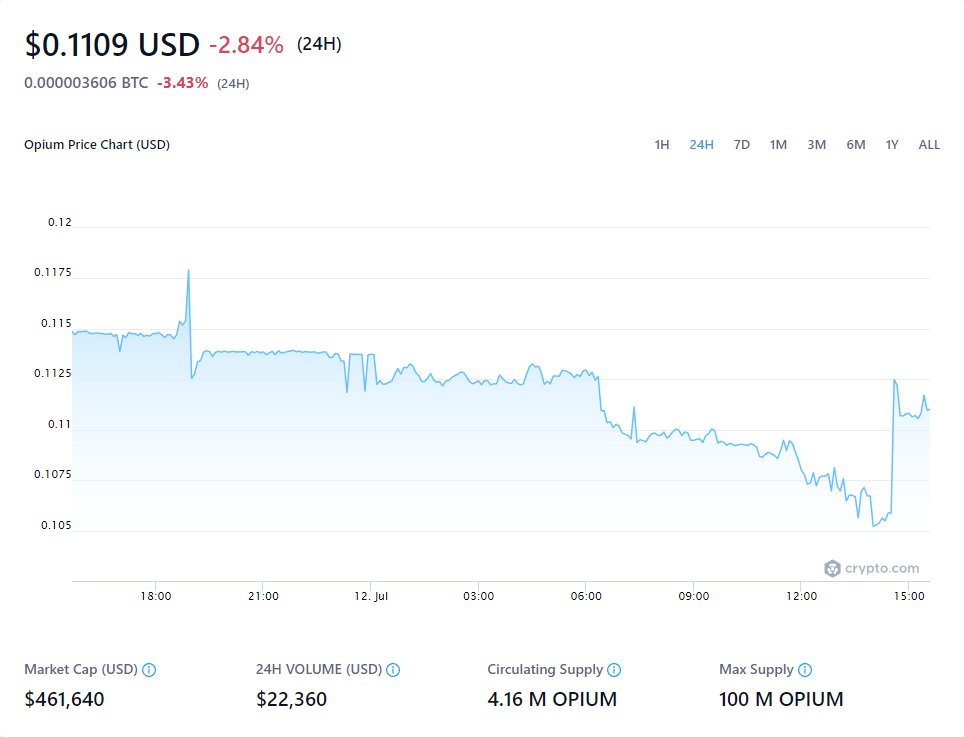 $0.1109 USD -2.84% (24H)
0.000003606 BTC -3.43% (24H)
Opium Price Chart (USD)
1H 24H 7D 1M 3M 6M 1Y ALL
0.12
0.1175
0.115
0.1125
0.11
0.1075
0.105
crypto.com
18:00 21:00 12. Jul 03:00 06:00 09:00 12:00 15:00
Market Cap (USD) 24H VOLUME (USD) Circulating Supply Max Supply
$461,640 $22,360 4.16 M OPIUM 100 M OPIUM